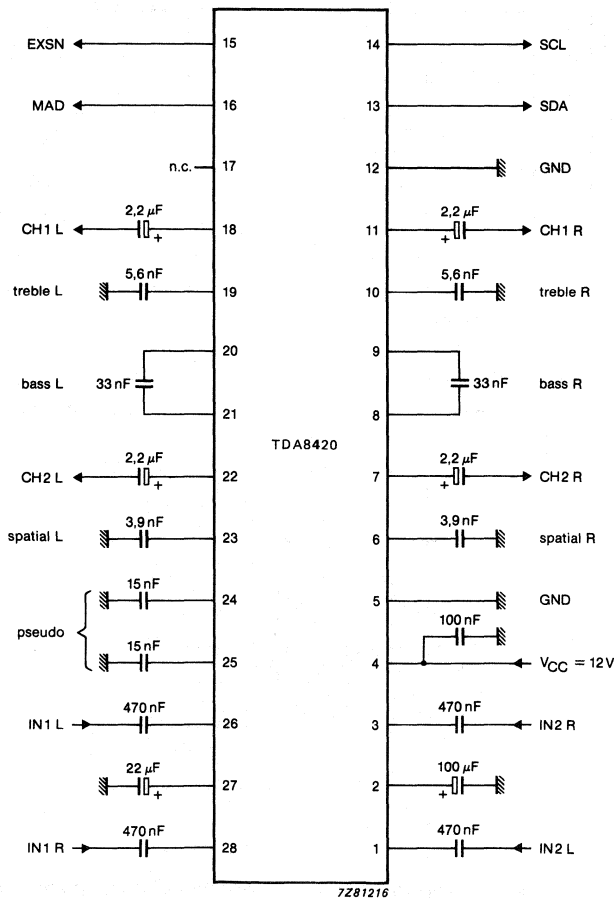 EXSN 15 14 SCL
MAD 16 13 SDA
n.c. 17 12 GND
2,2 μF 2,2 μF
CH1 L 18 11 CH1 R
+ +
5,6 nF 5,6 nF
treble L 19 10 treble R
20 9
bass L 33 nF 33 nF bass R
21 8
TDA8420
2,2 μF 2,2 μF
CH2 L 22 7 CH2 R
+ +
3,9 nF 3,9 nF
spatial L 23 6 spatial R
15 nF
24 5 GND
pseudo 100 nF
15 nF
25 4 VCC = 12 V
470 nF 470 nF
IN1 L 26 3 IN2 R
22 μF 100 μF
27 2
+ +
470 nF 470 nF
IN1 R 28 1 IN2 L
7Z81216